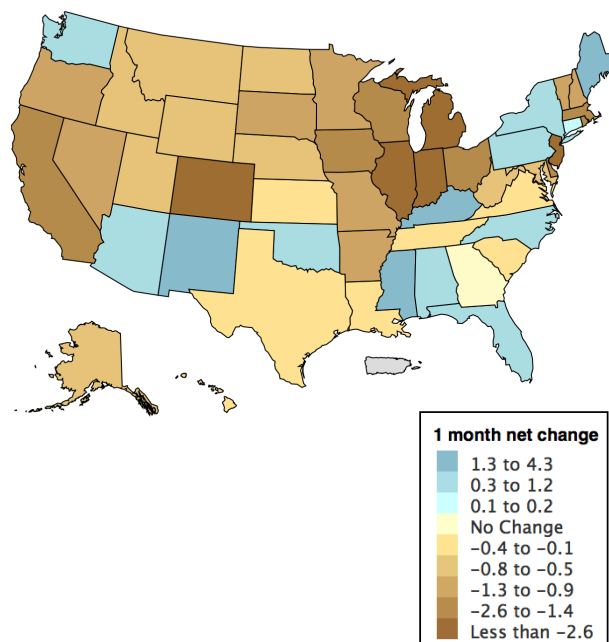 1 month net change
1.3 to 4.3
0.3 to 1.2
0.1 to 0.2
No Change
−0.4 to −0.1
−0.8 to −0.5
−1.3 to −0.9
−2.6 to −1.4
Less than −2.6